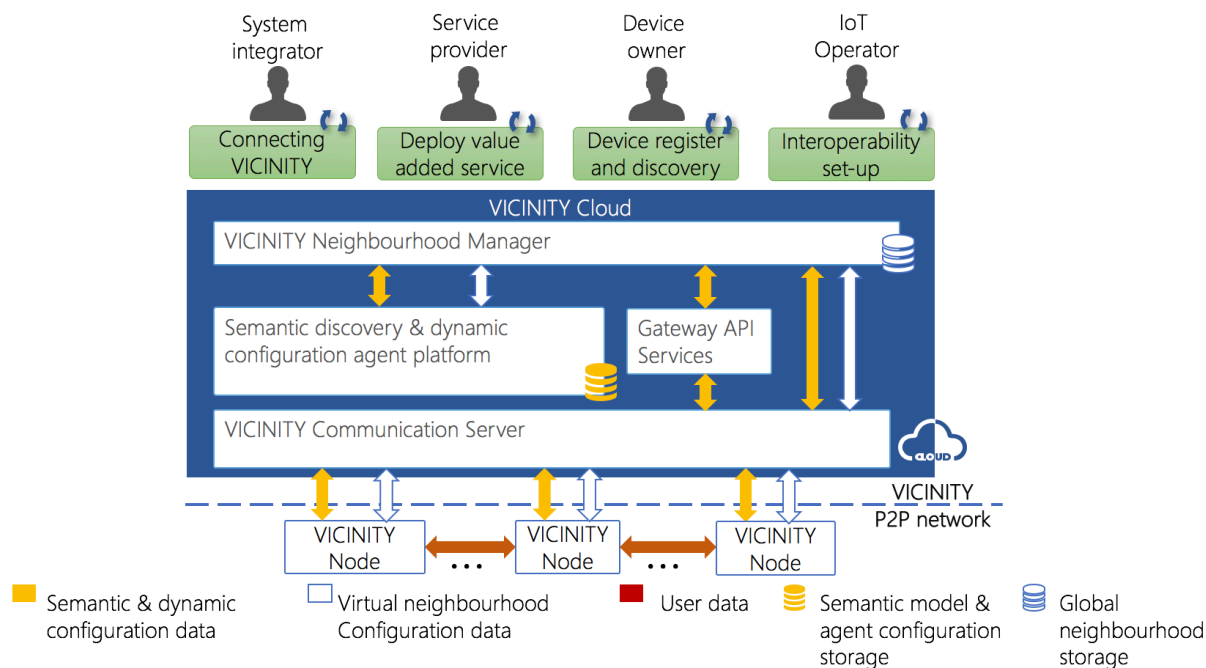 System
integrator
Service
provider
Device
owner
IoT
Operator
Connecting
VICINITY
Deploy value
added service
Device register
and discovery
Interoperability
set-up
VICINITY Cloud
VICINITY Neighbourhood Manager
Semantic discovery & dynamic
configuration agent platform
Gateway API
Services
VICINITY Communication Server
CLOUD
VICINITY
P2P network
VICINITY
Node
...
VICINITY
Node
...
VICINITY
Node
Semantic & dynamic
configuration data
Virtual neighbourhood
Configuration data
User data
Semantic model &
agent configuration
storage
Global
neighbourhood
storage